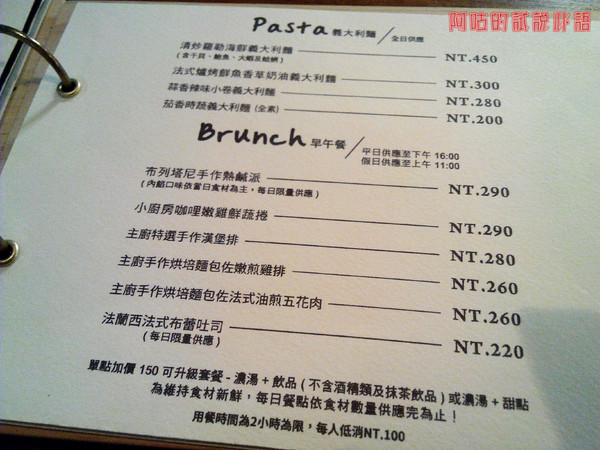 阿咕的試說新語
Pasta 義大利麵 / 全日供應
清炒羅勒海鮮義大利麵 NT.450
(含干貝、鮑魚、大蝦及蛤蜊)
法式爐烤鮮魚香草奶油義大利麵 NT.300
蒜香辣味小卷義大利麵 NT.280
茄香時蔬義大利麵 (全素) NT.200
Brunch 早午餐 / 平日供應至下午 16:00
假日供應至上午 11:00
布列塔尼手作熱鹹派 NT.290
(內餡口味依當日食材為主,每日限量供應)
小廚房咖哩嫩雞鮮蔬捲 NT.290
主廚特選手作漢堡排 NT.280
主廚手作烘培麵包佐嫩煎雞排 NT.260
主廚手作烘培麵包佐法式油煎五花肉 NT.260
法蘭西法式布蕾吐司 NT.220
(每日限量供應)
單點加價 150 可升級套餐 - 濃湯 + 飲品 ( 不含酒精類及抹茶飲品 ) 或濃湯 + 甜點
為維持食材新鮮,每日餐點依食材數量供應完為止!
用餐時間為2小時為限,每人低消NT.100